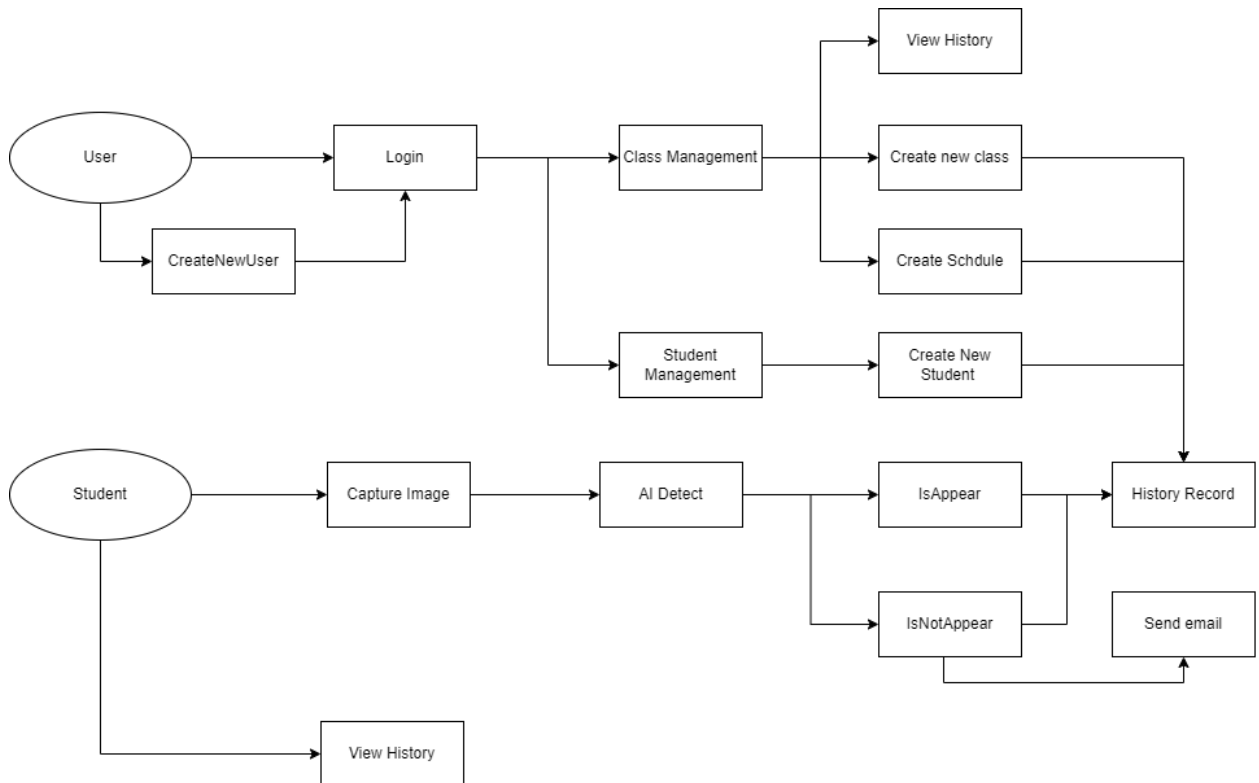 View History
User
Login
Class Management
Create new class
CreateNewUser
Create Schdule
Student
Management
Create New
Student
Student
Capture Image
AI Detect
IsAppear
History Record
IsNotAppear
Send email
View History